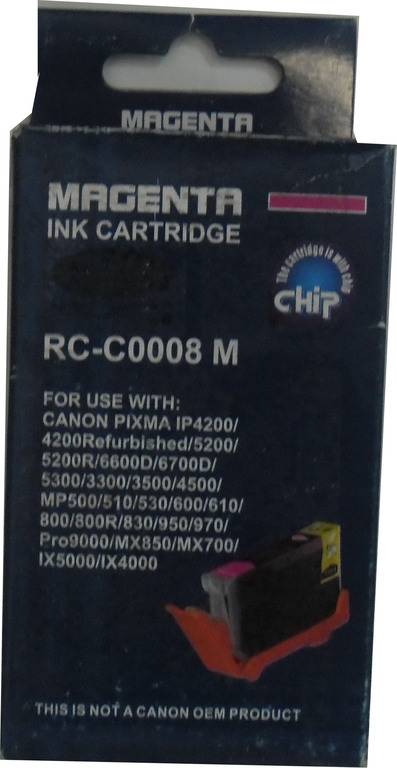 MAGENTA
MAGENTA
INK CARTRIDGE
The cartridge is with chip
CHiP
RC-C0008 M
FOR USE WITH:
CANON PIXMA IP4200/
4200Refurbished/5200/
5200R/6600D/6700D/
5300/3300/3500/4500/
MP500/510/530/600/610/
800/800R/830/950/970/
Pro9000/MX850/MX700/
IX5000/IX4000
THIS IS NOT A CANON OEM PRODUCT